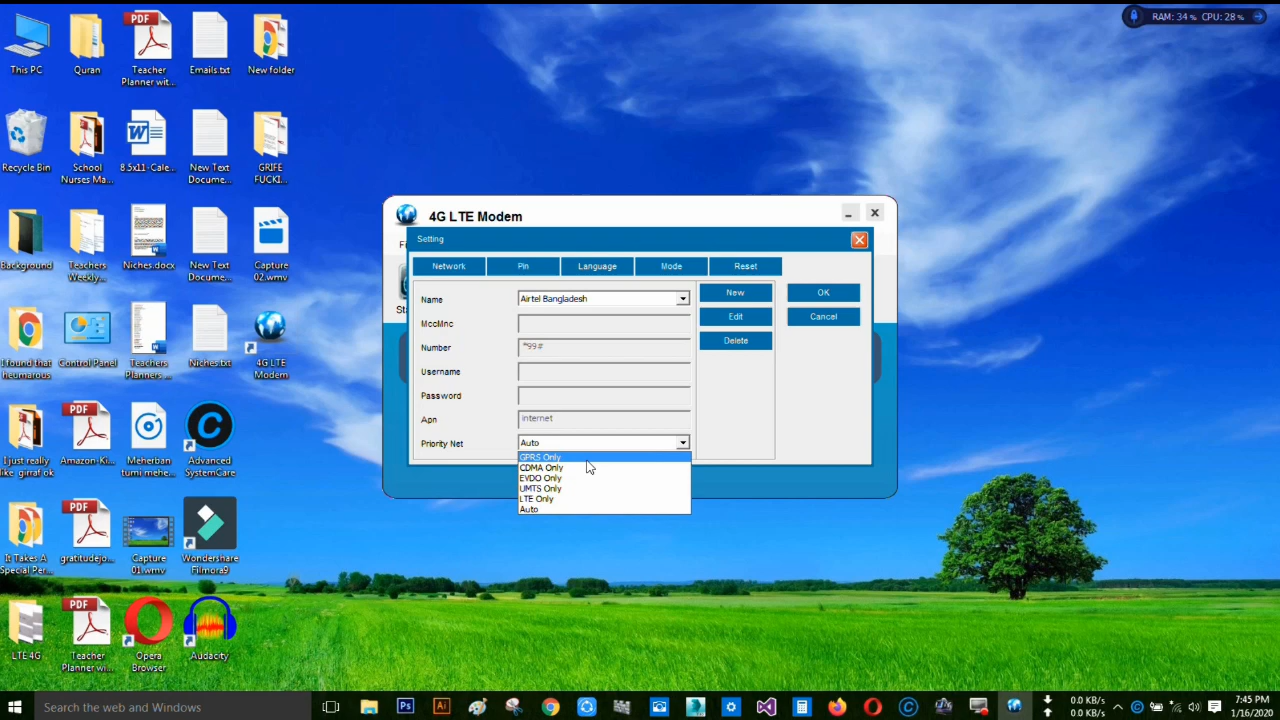 RAM: 34 % CPU: 28 %
This PC
Quran
PDF
Teacher
Planner wit...
Emails.txt
New folder
Recycle Bin
School
Nurses Ma...
8.5x11-Cale...
New Text
Docume...
GRIFE
FUCKI...
Background
Teachers
Weekly...
Niches.docx
New Text
Docume...
Capture
02.wmv
I found that
heumarous
Control Panel
Teachers
Planners ...
Niches.txt
4G LTE
Modem
I just really
like girraf ok
PDF
Amazon-Ki...
Meherban
tumi mehe...
Advanced
SystemCare
It Takes A
Special Per...
PDF
gratitudejo...
Capture
01.wmv
Wondershare
Filmora9
LTE 4G
PDF
Teacher
Planner wi...
Opera
Browser
Audacity
4G LTE Modem
Setting
Network
Pin
Language
Mode
Reset
Name
Airtel Bangladesh
New
OK
MccMnc
Edit
Cancel
Number
*99#
Delete
Username
Password
Apn
internet
Priority Net
Auto
GPRS Only
CDMA Only
EVDO Only
UMTS Only
LTE Only
Auto
Search the web and Windows
Ps
Ai
0.0 KB/s
0.0 KB/s
7:45 PM
1/16/2020